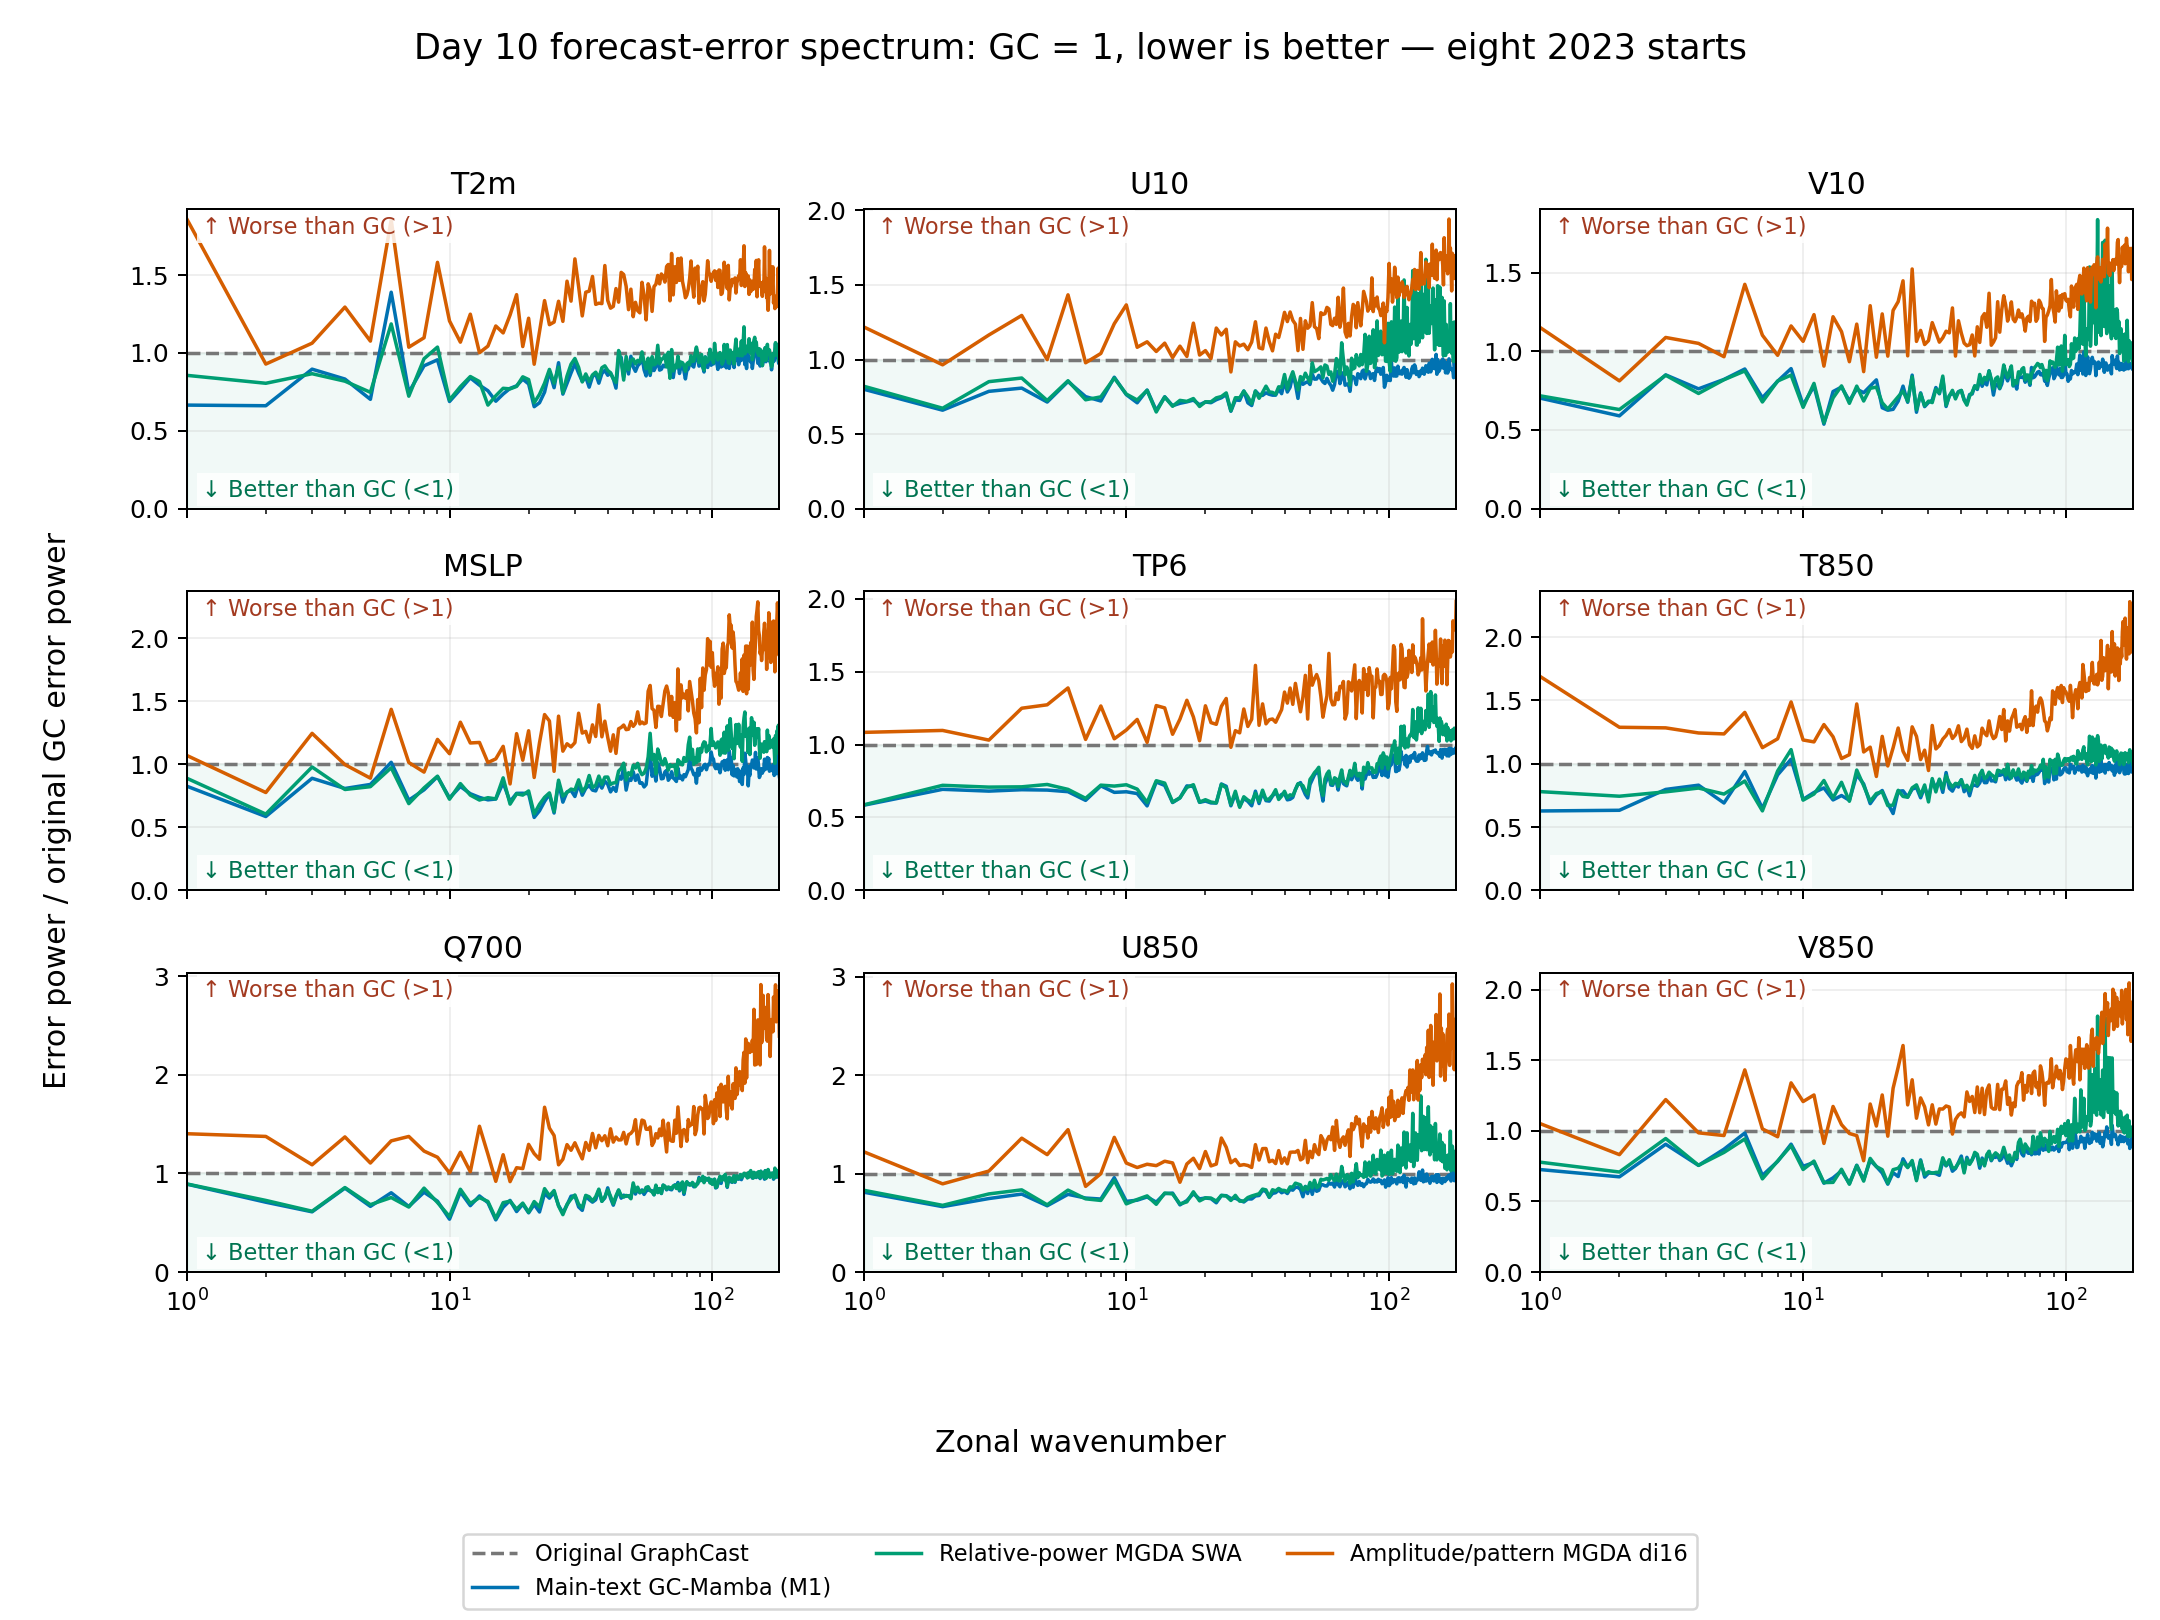 Day 10 forecast-error spectrum: GC = 1, lower is better — eight 2023 starts
Error power / original GC error power
T2m
↑ Worse than GC (>1)
↓ Better than GC (<1)
1.5
1.0
0.5
0.0
U10
↑ Worse than GC (>1)
↓ Better than GC (<1)
2.0
1.5
1.0
0.5
0.0
V10
↑ Worse than GC (>1)
↓ Better than GC (<1)
1.5
1.0
0.5
0.0
MSLP
↑ Worse than GC (>1)
↓ Better than GC (<1)
2.0
1.5
1.0
0.5
0.0
TP6
↑ Worse than GC (>1)
↓ Better than GC (<1)
2.0
1.5
1.0
0.5
0.0
T850
↑ Worse than GC (>1)
↓ Better than GC (<1)
2.0
1.5
1.0
0.5
0.0
Q700
↑ Worse than GC (>1)
↓ Better than GC (<1)
3
2
1
0
10⁰ 10¹ 10²
U850
↑ Worse than GC (>1)
↓ Better than GC (<1)
3
2
1
0
10⁰ 10¹ 10²
V850
↑ Worse than GC (>1)
↓ Better than GC (<1)
2.0
1.5
1.0
0.5
0.0
10⁰ 10¹ 10²
Zonal wavenumber
Original GraphCast
Main-text GC-Mamba (M1)
Relative-power MGDA SWA
Amplitude/pattern MGDA di16